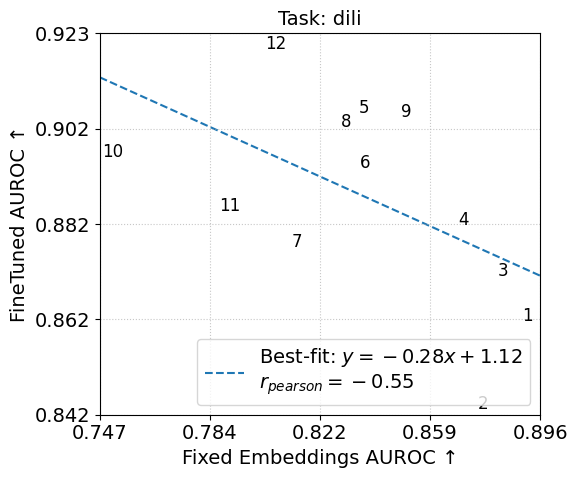 Task: dili
FineTuned AUROC ↑
0.923
0.902
0.882
0.862
0.842
12
5
9
8
10
6
11
4
7
3
1
2
Best-fit: y = −0.28x + 1.12
r_pearson = −0.55
0.747 0.784 0.822 0.859 0.896
Fixed Embeddings AUROC ↑